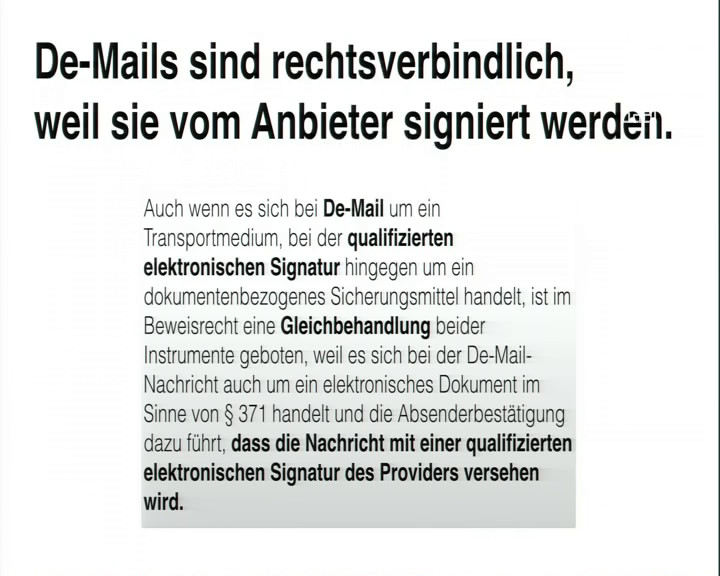 De-Mails sind rechtsverbindlich,
weil sie vom Anbieter signiert werden.
Auch wenn es sich bei De-Mail um ein
Transportmedium, bei der qualifizierten
elektronischen Signatur hingegen um ein
dokumentenbezogenes Sicherungsmittel handelt, ist im
Beweisrecht eine Gleichbehandlung beider
Instrumente geboten, weil es sich bei der De-Mail-
Nachricht auch um ein elektronisches Dokument im
Sinne von § 371 handelt und die Absenderbestätigung
dazu führt, dass die Nachricht mit einer qualifizierten
elektronischen Signatur des Providers versehen
wird.